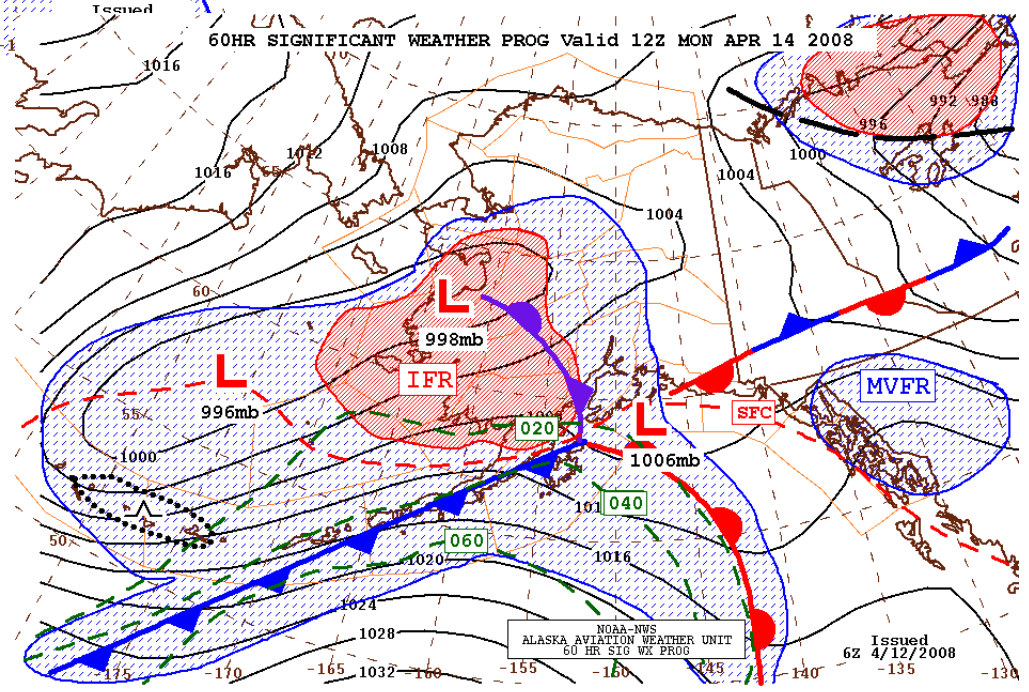 Issued
60HR SIGNIFICANT WEATHER PROG Valid 12Z MON APR 14 2008
1016
70
992 988
996
1012
1008
1000
1016
65
1004
1004
60
L
998mb
L
996mb
IFR
MVFR
SFC
55
020
L
1006mb
1000
040
50
060
1020
1016
1024
1028
1032
NOAA-NWS
ALASKA AVIATION WEATHER UNIT
60 HR SIG WX PROG
Issued
6Z 4/12/2008
-175
-170
-165
-160
-155
-150
-145
-140
-135
-130